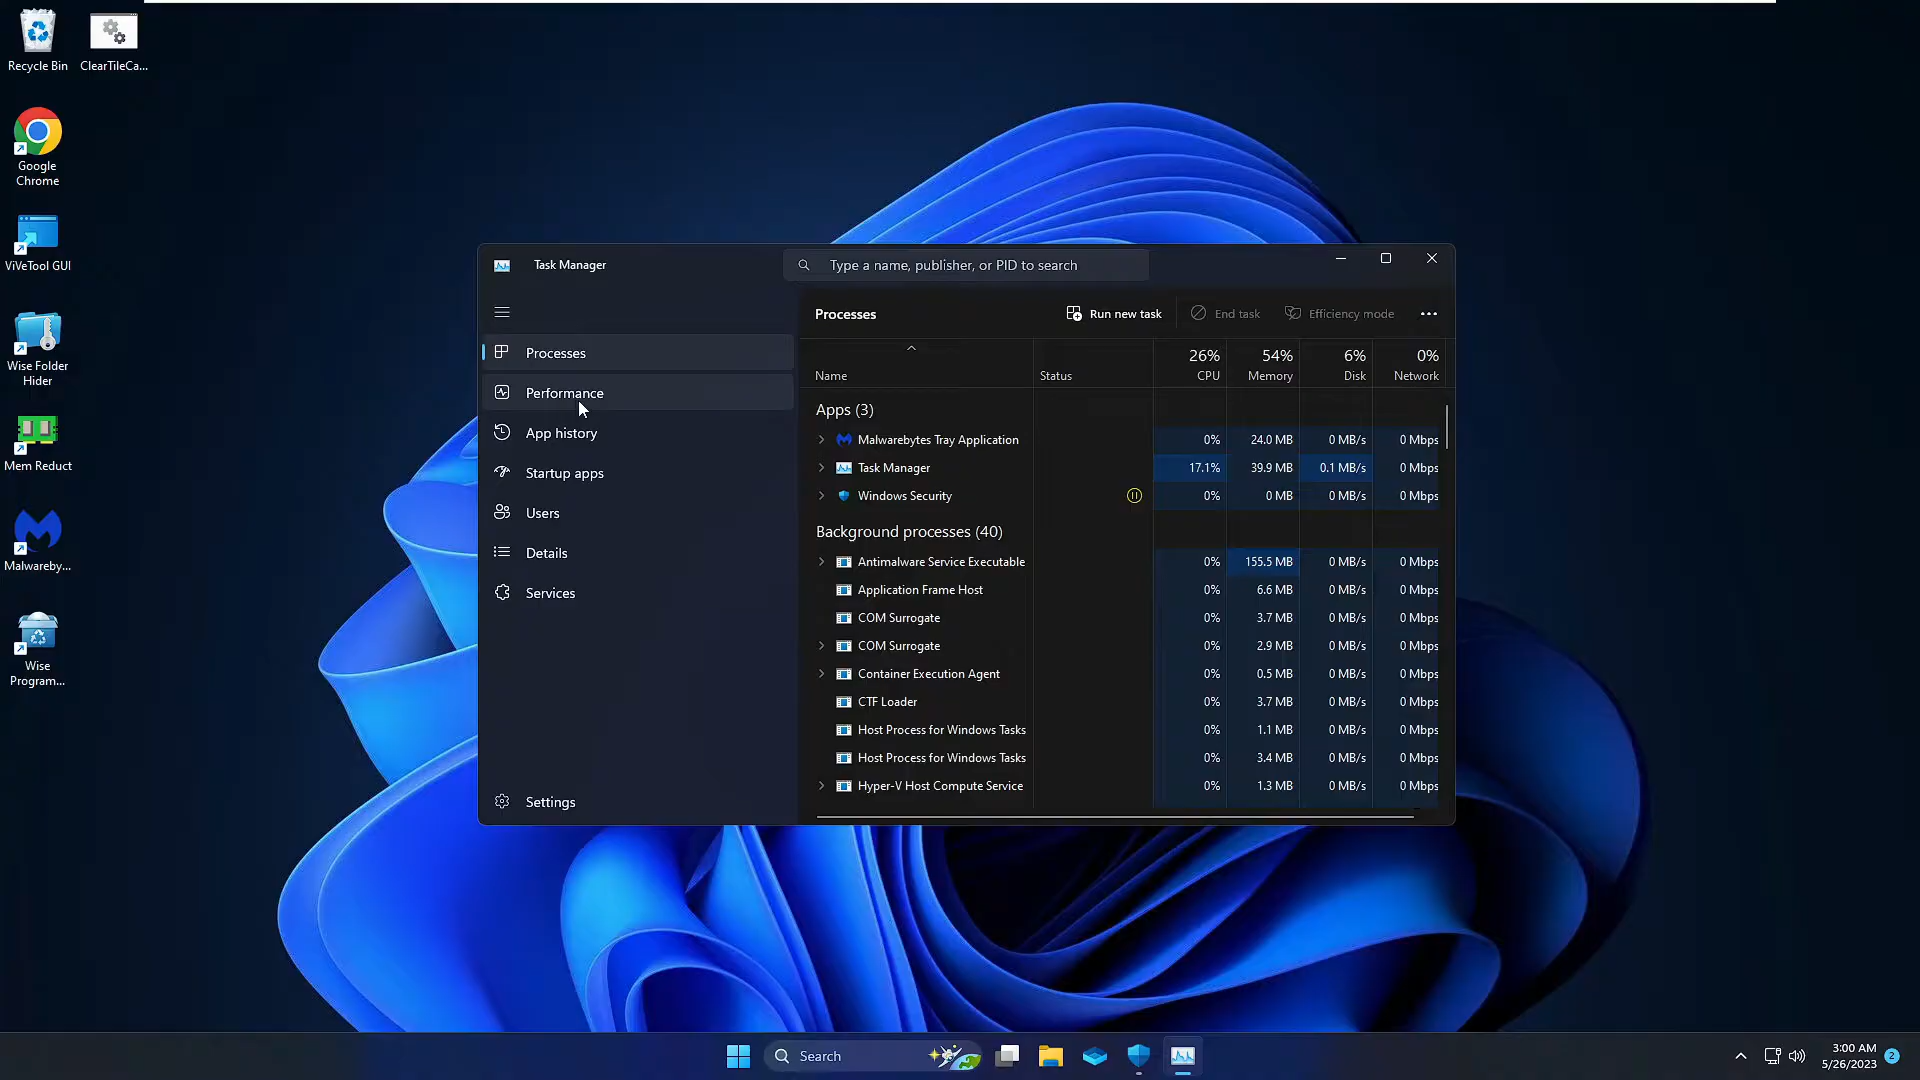 Recycle Bin
ClearTileCa...
Google
Chrome
ViVeTool GUI
Wise Folder
Hider
Mem Reduct
Malwareby...
Wise
Program...
Task Manager
Type a name, publisher, or PID to search
Processes
Performance
App history
Startup apps
Users
Details
Services
Settings
Processes
Run new task
End task
Efficiency mode
26% 54% 6% 0%
Name Status CPU Memory Disk Network
Apps (3)
Malwarebytes Tray Application 0% 24.0 MB 0 MB/s 0 Mbps
Task Manager 17.1% 39.9 MB 0.1 MB/s 0 Mbps
Windows Security 0% 0 MB 0 MB/s 0 Mbps
Background processes (40)
Antimalware Service Executable 0% 155.5 MB 0 MB/s 0 Mbps
Application Frame Host 0% 6.6 MB 0 MB/s 0 Mbps
COM Surrogate 0% 3.7 MB 0 MB/s 0 Mbps
COM Surrogate 0% 2.9 MB 0 MB/s 0 Mbps
Container Execution Agent 0% 0.5 MB 0 MB/s 0 Mbps
CTF Loader 0% 3.7 MB 0 MB/s 0 Mbps
Host Process for Windows Tasks 0% 1.1 MB 0 MB/s 0 Mbps
Host Process for Windows Tasks 0% 3.4 MB 0 MB/s 0 Mbps
Hyper-V Host Compute Service 0% 1.3 MB 0 MB/s 0 Mbps
Search
3:00 AM
5/26/2023
2